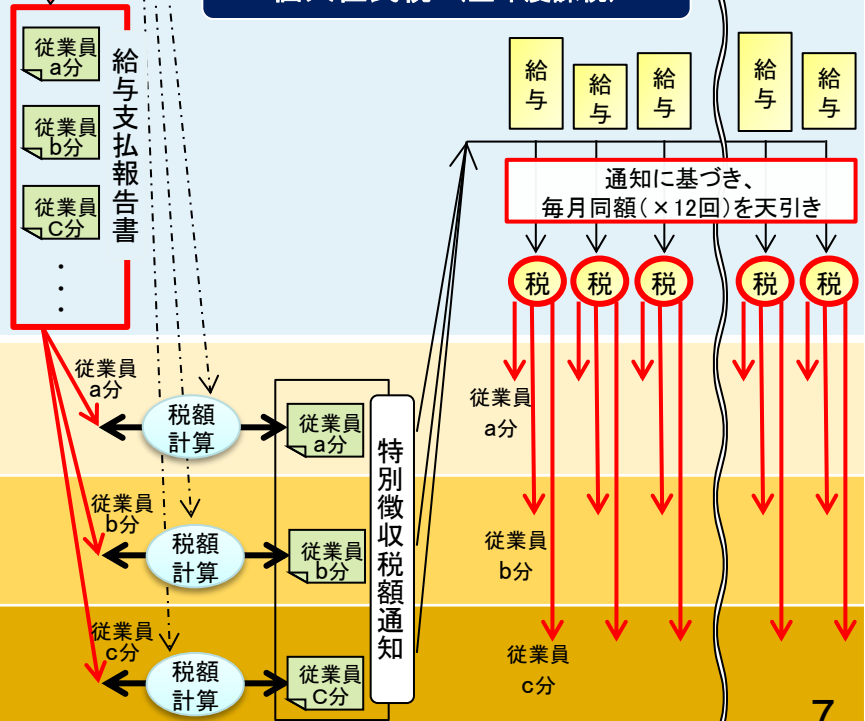 従業員
a分
従業員
b分
従業員
C分
・
・
・
給与支払報告書
給与
給与
給与
給与
給与
通知に基づき、
毎月同額(×12回)を天引き
税
税
税
税
税
従業員
a分
税額
計算
従業員
a分
従業員
b分
税額
計算
従業員
b分
従業員
c分
税額
計算
従業員
C分
特別徴収税額通知
従業員
a分
従業員
b分
従業員
c分
7